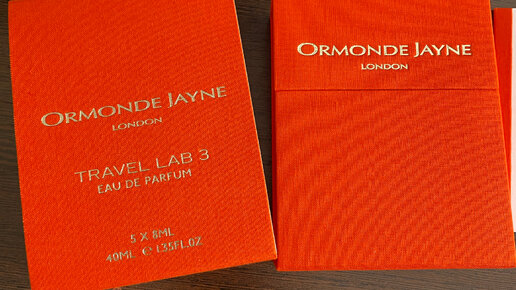 ORMONDE JAYNE
LONDON
TRAVEL LAB 3
EAU DE PARFUM
5 X 8ML
40ML ℮ 1.35FL.OZ
ORMONDE JAYNE
LONDON